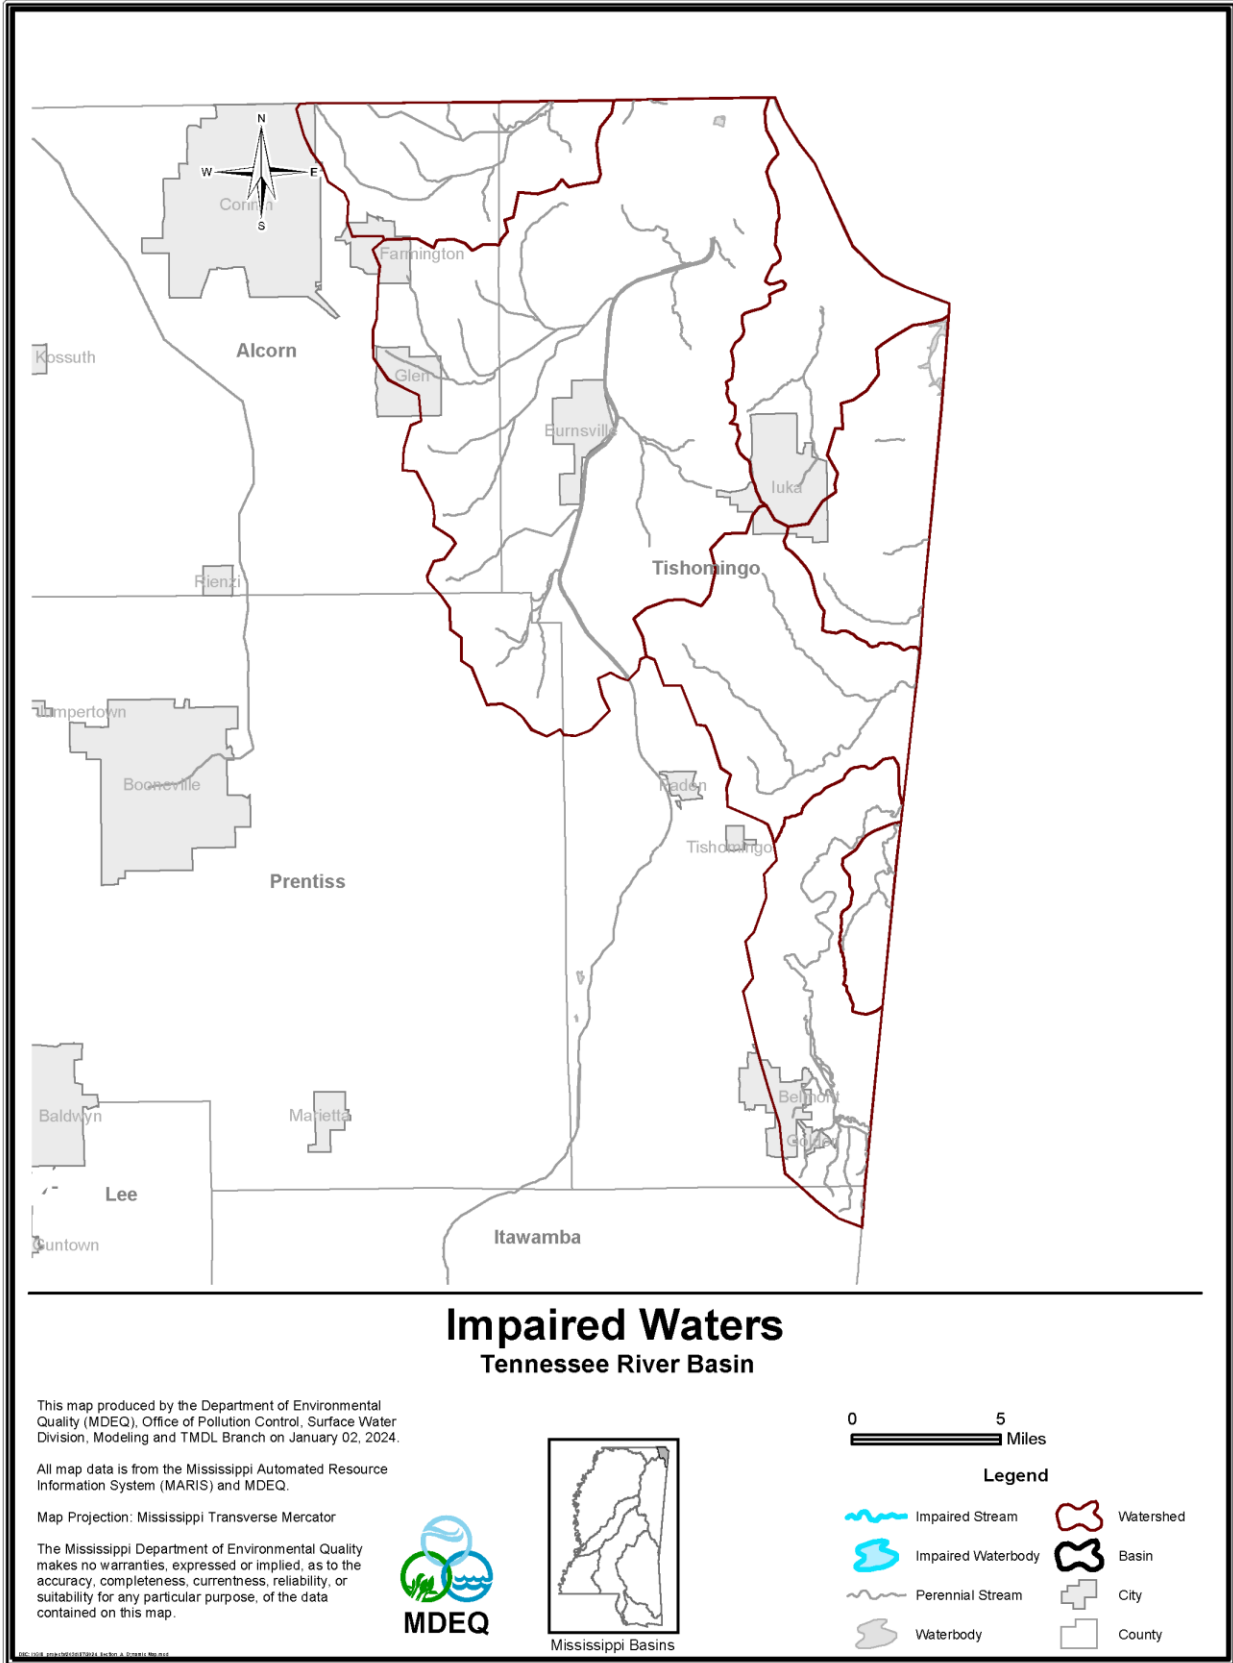 N
W
E
S
Farmington
Kossuth
Alcorn
Glen
Burnsville
Iuka
Tishomingo
Rienzi
Jumpertown
Booneville
Paden
Tishomingo
Prentiss
Baldwyn
Marietta
Belmont
Golden
Lee
Itawamba
Guntown
Impaired Waters
Tennessee River Basin
This map produced by the Department of Environmental
Quality (MDEQ), Office of Pollution Control, Surface Water
Division, Modeling and TMDL Branch on January 02, 2024.
All map data is from the Mississippi Automated Resource
Information System (MARIS) and MDEQ.
Map Projection: Mississippi Transverse Mercator
The Mississippi Department of Environmental Quality
makes no warranties, expressed or implied, as to the
accuracy, completeness, currentness, reliability, or
suitability for any particular purpose, of the data
contained on this map.
MDEQ
Mississippi Basins
0 5
Miles
Legend
Impaired Stream
Watershed
Impaired Waterbody
Basin
Perennial Stream
City
Waterbody
County